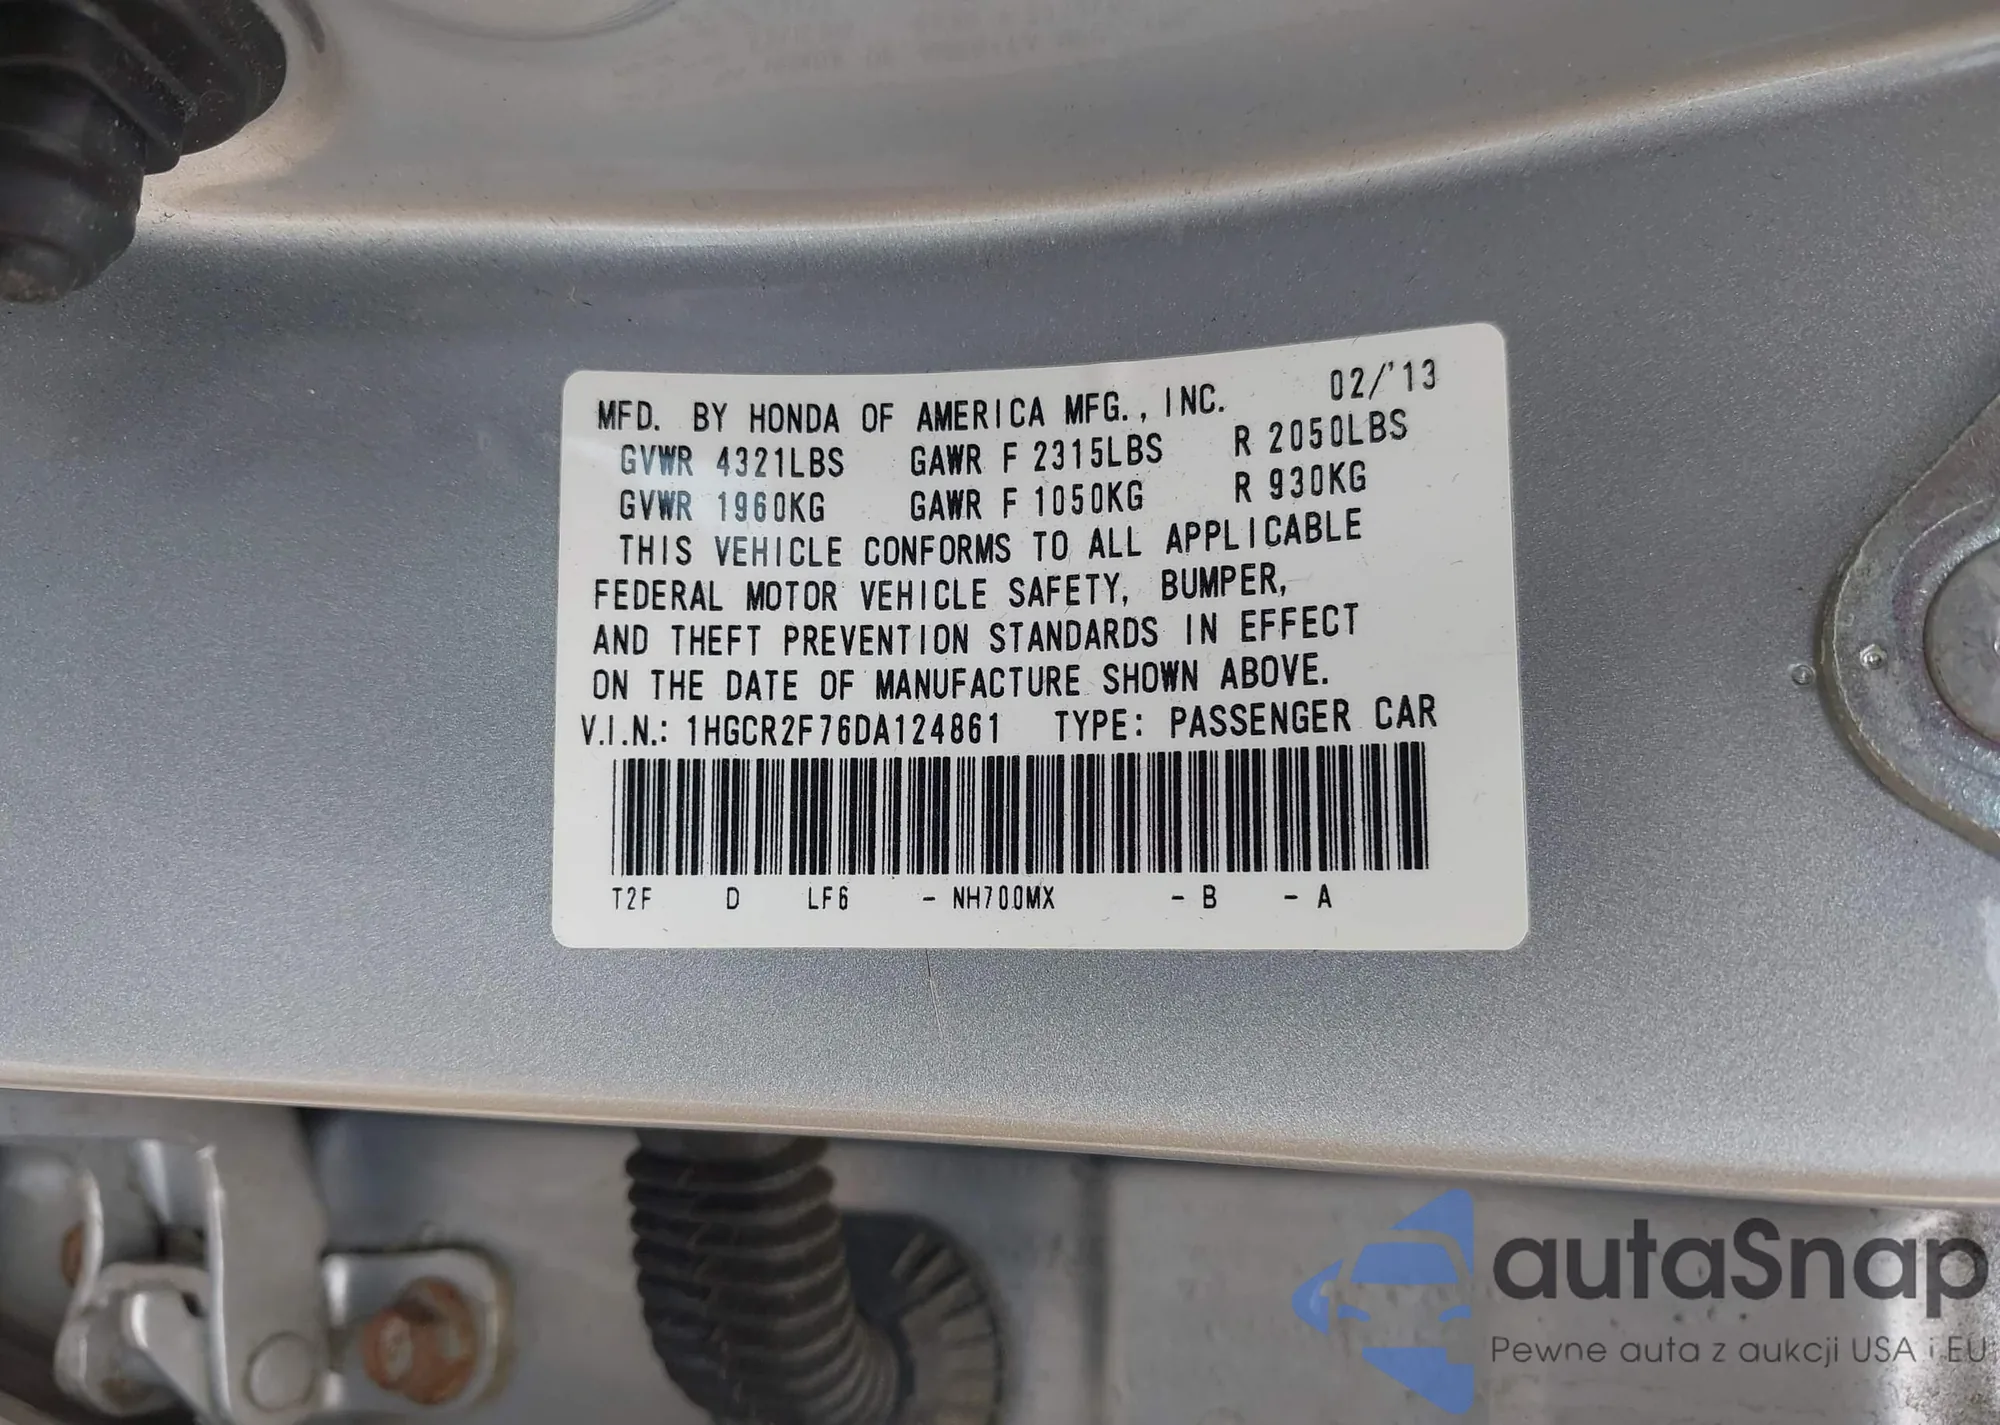 MFD. BY HONDA OF AMERICA MFG., INC. 02/'13
GVWR 4321LBS GAWR F 2315LBS R 2050LBS
GVWR 1960KG GAWR F 1050KG R 930KG
THIS VEHICLE CONFORMS TO ALL APPLICABLE
FEDERAL MOTOR VEHICLE SAFETY, BUMPER,
AND THEFT PREVENTION STANDARDS IN EFFECT
ON THE DATE OF MANUFACTURE SHOWN ABOVE.
V.I.N.: 1HGCR2F76DA124861 TYPE: PASSENGER CAR
T2F D LF6 - NH700MX - B - A
autaSnap
Pewne auta z aukcji USA i EU